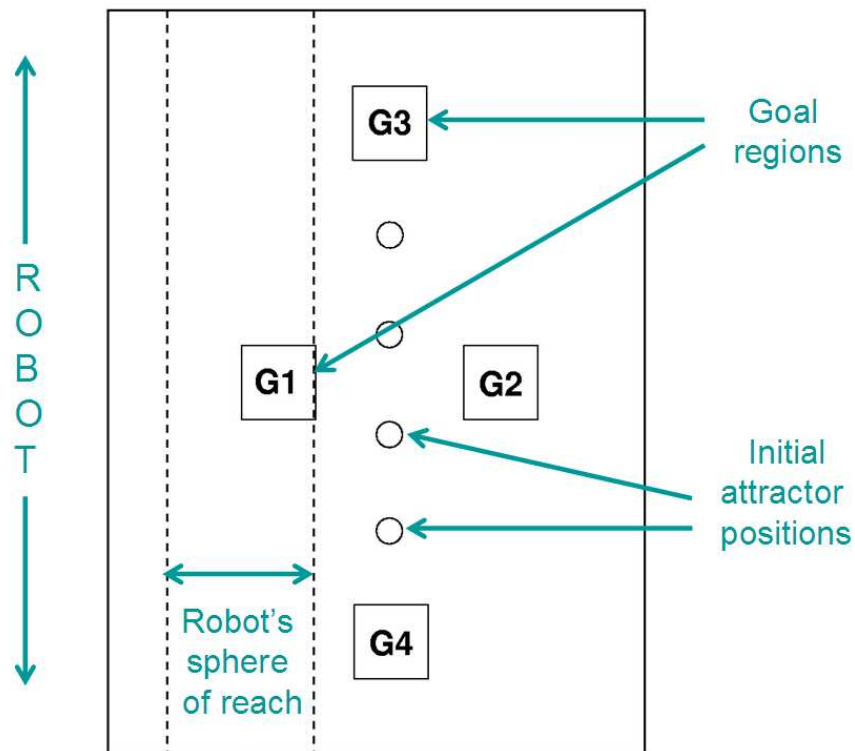 G3
Goal
regions
R
O
B
O
T
G1
G2
Initial
attractor
positions
Robot's
sphere
of reach
G4